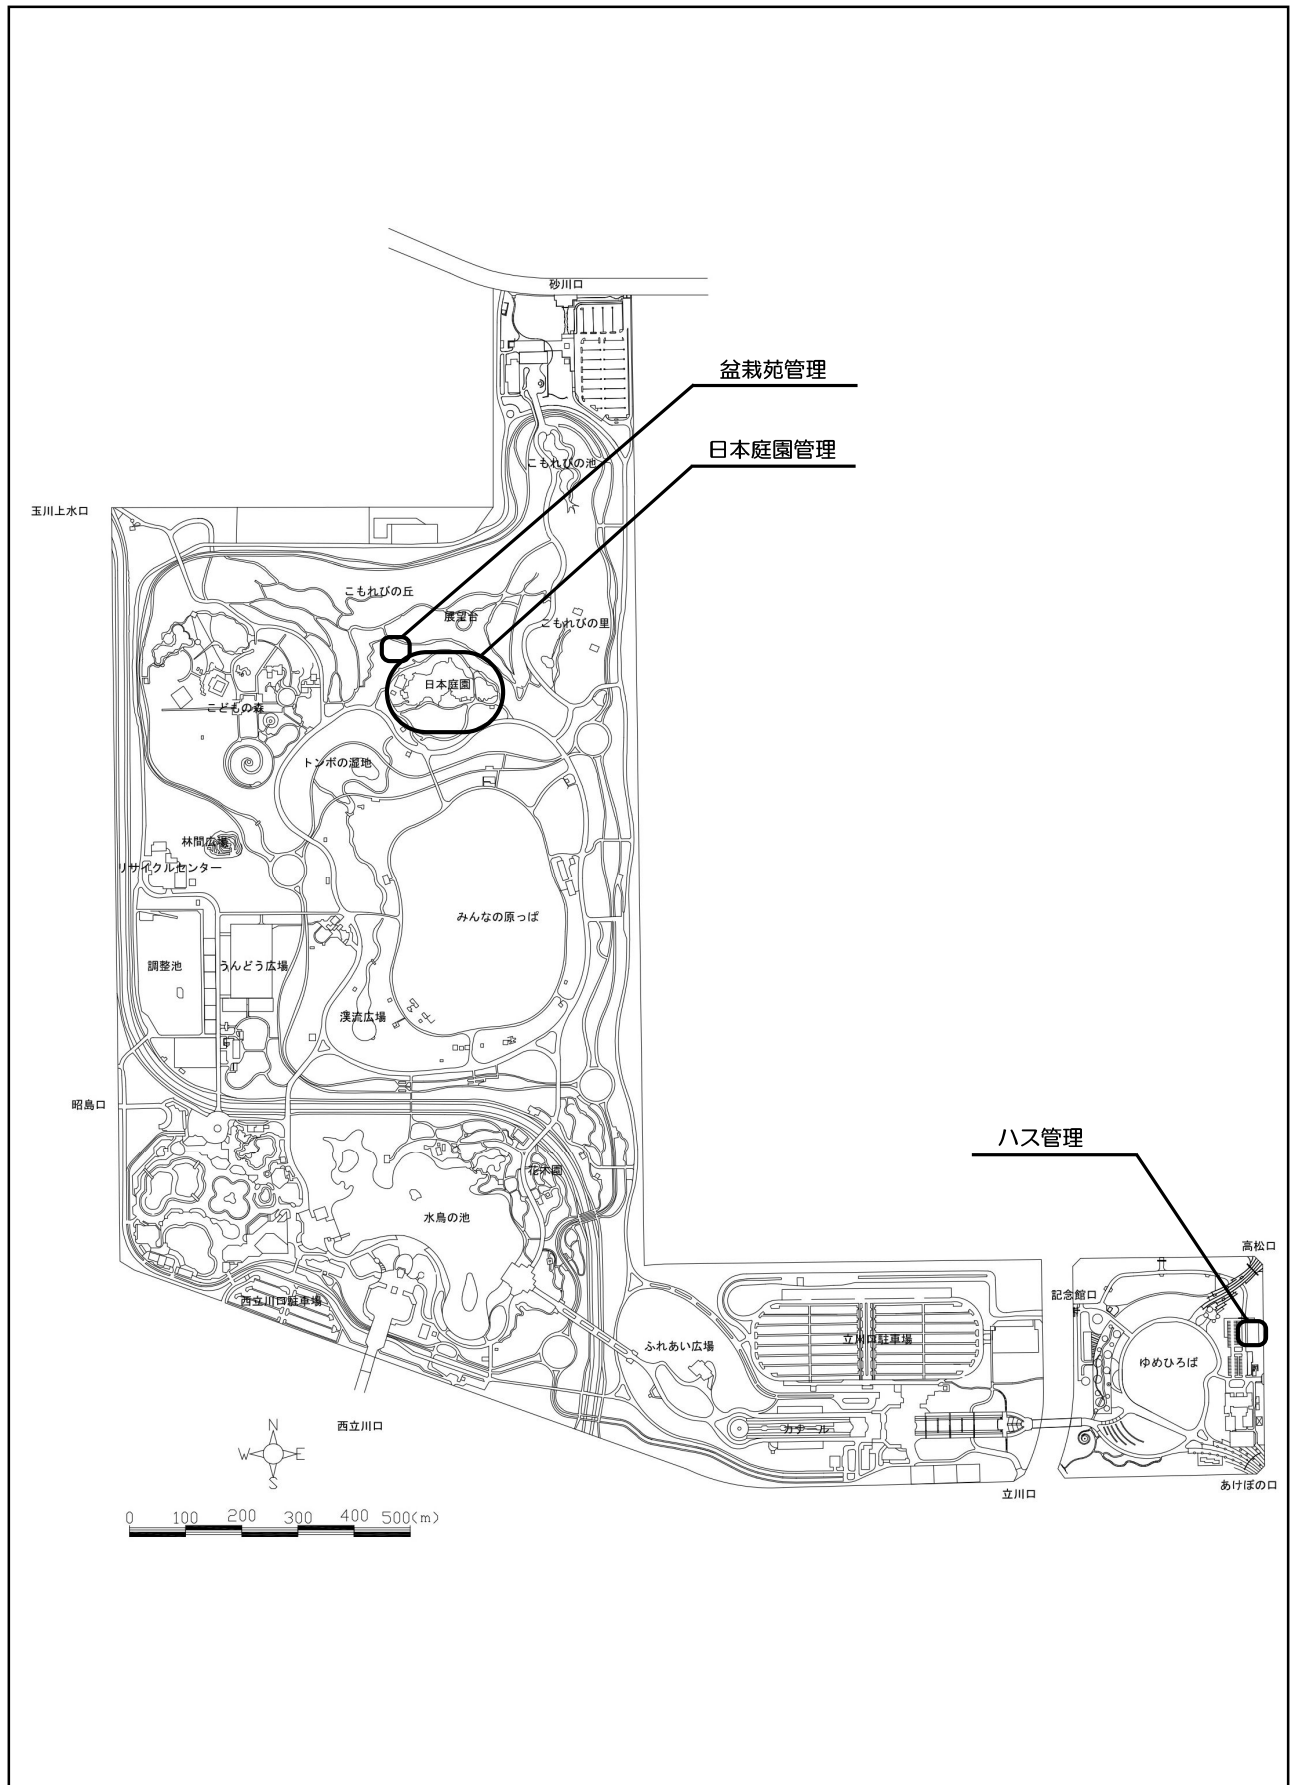 砂川口
盆栽苑管理
日本庭園管理
こもれびの池
玉川上水口
こもれびの丘
展望台
こもれびの里
日本庭園
こどもの森
トンボの湿地
林間広場
リサイクルセンター
みんなの原っぱ
調整池
うんどう広場
渓流広場
昭島口
ハス管理
花木園
水鳥の池
高松口
記念館口
西立川口駐車場
立川口駐車場
ふれあい広場
ゆめひろば
西立川口
カナール
N
W E
S
あけぼの口
立川口
0 100 200 300 400 500(m)